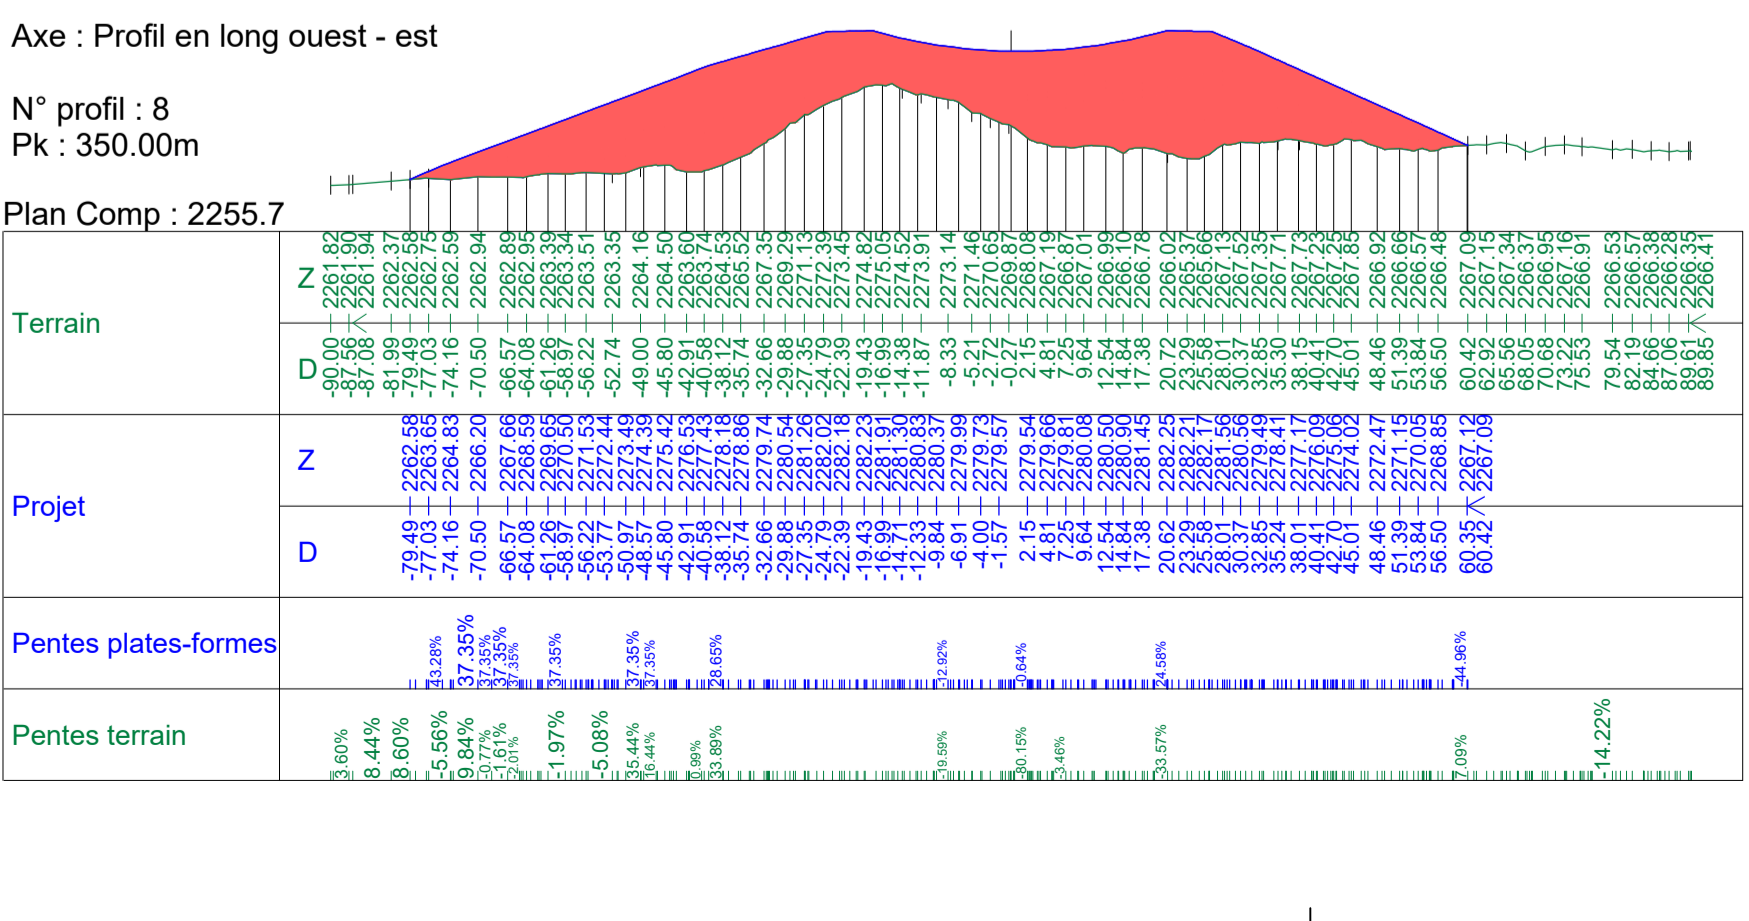 Axe : Profil en long ouest - est
N° profil : 8
Pk : 350.00m
Plan Comp : 2255.7
Terrain
Z
2261.82 2261.90 2261.94 2262.37 2262.58 2262.75 2262.59 2262.94 2262.89 2262.95 2263.39 2263.34 2263.51 2263.35 2264.16 2264.50 2263.60 2263.74 2264.53 2265.52 2267.35 2269.29 2271.13 2272.39 2273.45 2274.82 2275.05 2274.52 2273.91 2273.14 2271.46 2270.65 2269.87 2268.08 2267.19 2266.87 2267.01 2266.99 2266.10 2266.78 2266.02 2265.37 2265.66 2267.13 2267.52 2267.35 2267.71 2267.73 2267.23 2267.25 2267.85 2266.92 2266.66 2266.57 2266.48 2267.09 2267.15 2267.34 2266.37 2266.95 2267.16 2266.91 2266.53 2266.57 2266.38 2266.28 2266.35 2266.41
D
-90.00 -87.56 -87.08 -81.99 -79.49 -77.03 -74.16 -70.50 -66.57 -64.08 -61.26 -58.97 -56.22 -52.74 -49.00 -45.80 -42.91 -40.58 -38.12 -35.74 -32.66 -29.88 -27.35 -24.79 -22.39 -19.43 -16.99 -14.38 -11.87 -8.33 -5.21 -2.72 -0.27 2.15 4.81 7.25 9.64 12.54 14.84 17.38 20.72 23.29 25.58 28.01 30.37 32.85 35.30 38.15 40.41 42.70 45.01 48.46 51.39 53.84 56.50 60.42 62.92 65.56 68.05 70.68 73.22 75.53 79.54 82.19 84.66 87.06 89.61 89.85
Projet
Z
2262.58 2263.65 2264.83 2266.20 2267.66 2268.59 2269.65 2270.50 2271.53 2272.44 2273.49 2274.39 2275.42 2276.53 2277.43 2278.18 2278.86 2279.74 2280.54 2281.26 2282.02 2282.18 2282.23 2281.91 2281.30 2280.83 2280.37 2279.99 2279.73 2279.57 2279.54 2279.66 2279.81 2280.08 2280.50 2280.90 2281.45 2282.25 2282.21 2282.17 2281.56 2280.56 2279.49 2278.41 2277.17 2276.09 2275.06 2274.02 2272.47 2271.15 2270.05 2268.85 2267.12 2267.09
D
-79.49 -77.03 -74.16 -70.50 -66.57 -64.08 -61.26 -58.97 -56.22 -53.77 -50.97 -48.57 -45.80 -42.91 -40.58 -38.12 -35.74 -32.66 -29.88 -27.35 -24.79 -22.39 -19.43 -16.99 -14.71 -12.33 -9.84 -6.91 -4.00 -1.57 2.15 4.81 7.25 9.64 12.54 14.84 17.38 20.62 23.29 25.58 28.01 30.37 32.85 35.24 38.01 40.41 42.70 45.01 48.46 51.39 53.84 56.50 60.35 60.42
Pentes plates-formes
43.28% 37.35% 37.35% 37.35% 37.35% 37.35% 37.35% 37.35% 28.65% -12.92% -0.64% 24.58% -44.96%
Pentes terrain
3.60% 8.44% 8.60% -5.56% 9.84% -0.77% -1.61% -2.01% -1.97% -5.08% 35.44% 16.44% 0.99% 33.89% -19.59% -80.15% -3.46% -33.57% 7.09% -14.22%